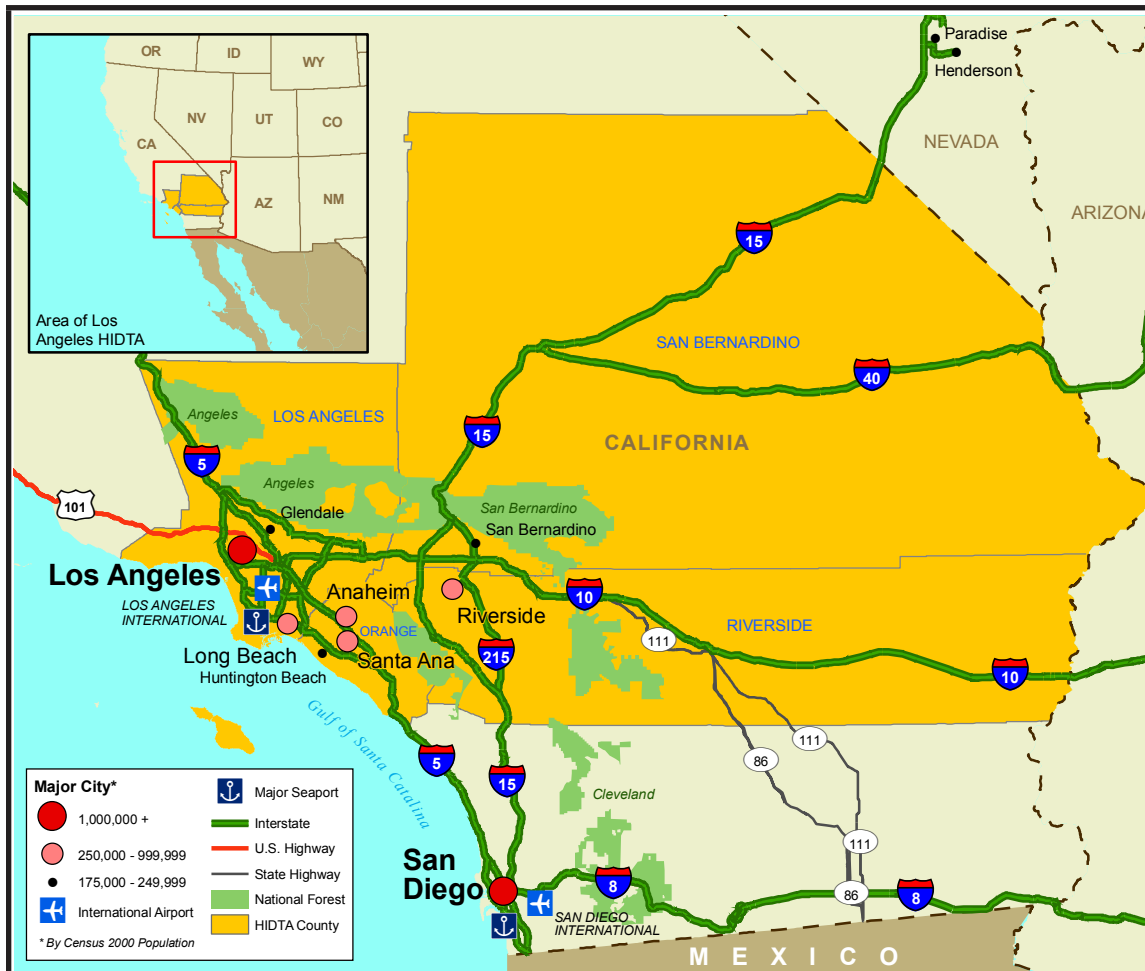 OR
ID
WY
NV
UT
CO
CA
AZ
NM
Area of Los
Angeles HIDTA
Paradise
Henderson
NEVADA
ARIZONA
15
SAN BERNARDINO
40
Angeles
LOS ANGELES
15
CALIFORNIA
5
Angeles
101
Glendale
San Bernardino
San Bernardino
Los Angeles
LOS ANGELES
INTERNATIONAL
Anaheim
ORANGE
Riverside
10
RIVERSIDE
111
Long Beach
Santa Ana
215
Huntington Beach
10
Gulf of Santa Catalina
111
86
5
15
Cleveland
111
San
Diego
8
86
8
SAN DIEGO
INTERNATIONAL
MEXICO
Major City*
1,000,000 +
250,000 - 999,999
175,000 - 249,999
International Airport
* By Census 2000 Population
Major Seaport
Interstate
U.S. Highway
State Highway
National Forest
HIDTA County